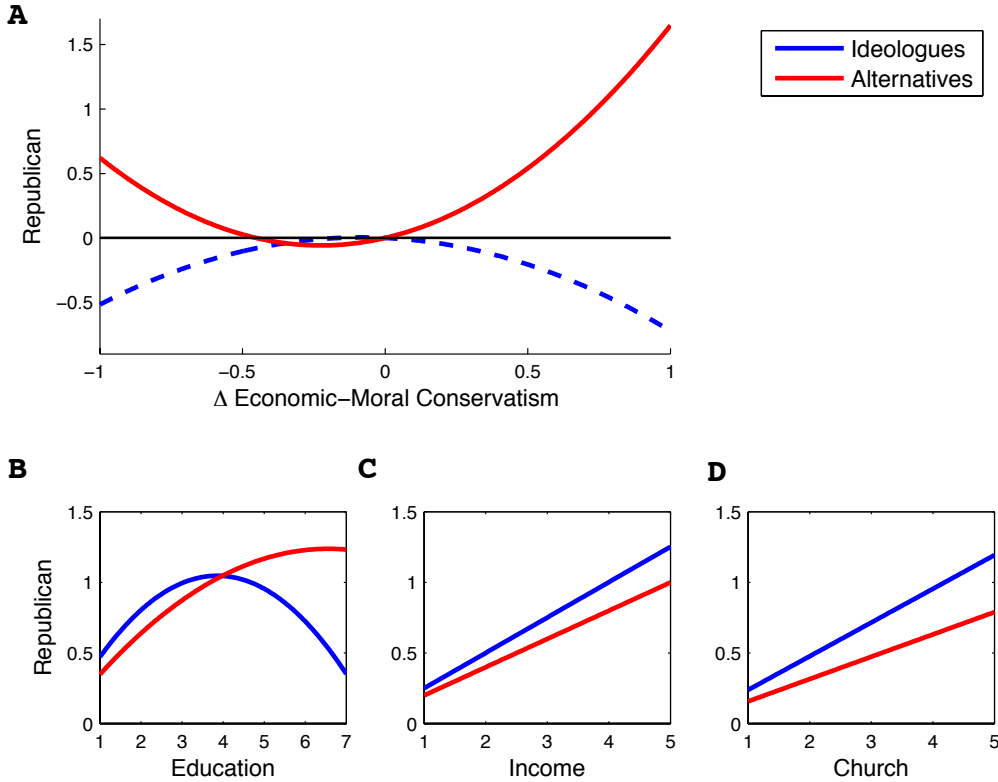 A
1.5
1
0.5
0
−0.5
Republican
−1
−0.5
0
0.5
1
Δ Economic−Moral Conservatism
Ideologues
Alternatives
B
1.5
1
0.5
0
Republican
1 2 3 4 5 6 7
Education
C
1.5
1
0.5
0
1 2 3 4 5
Income
D
1.5
1
0.5
0
1 2 3 4 5
Church